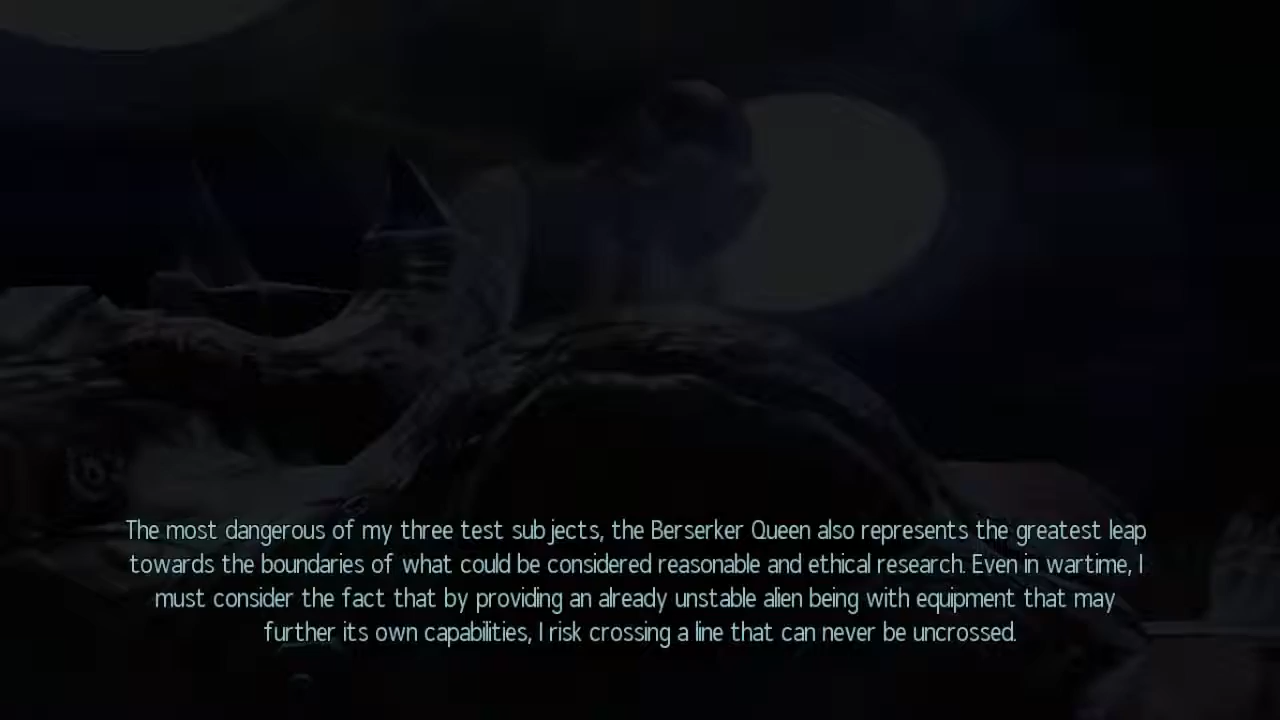 The most dangerous of my three test subjects, the Berserker Queen also represents the greatest leap
towards the boundaries of what could be considered reasonable and ethical research. Even in wartime, I
must consider the fact that by providing an already unstable alien being with equipment that may
further its own capabilities, I risk crossing a line that can never be uncrossed.